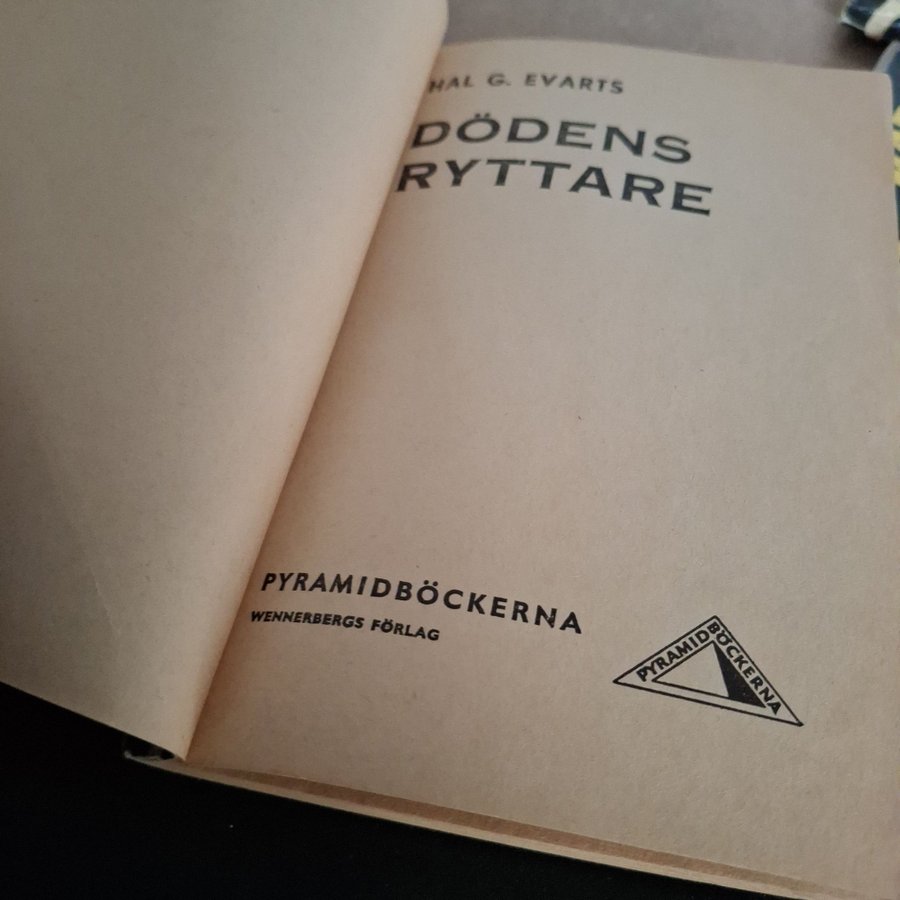 HAL G. EVARTS
DÖDENS
RYTTARE
PYRAMIDBÖCKERNA
WENNERBERGS FÖRLAG
PYRAMIDBÖCKERNA